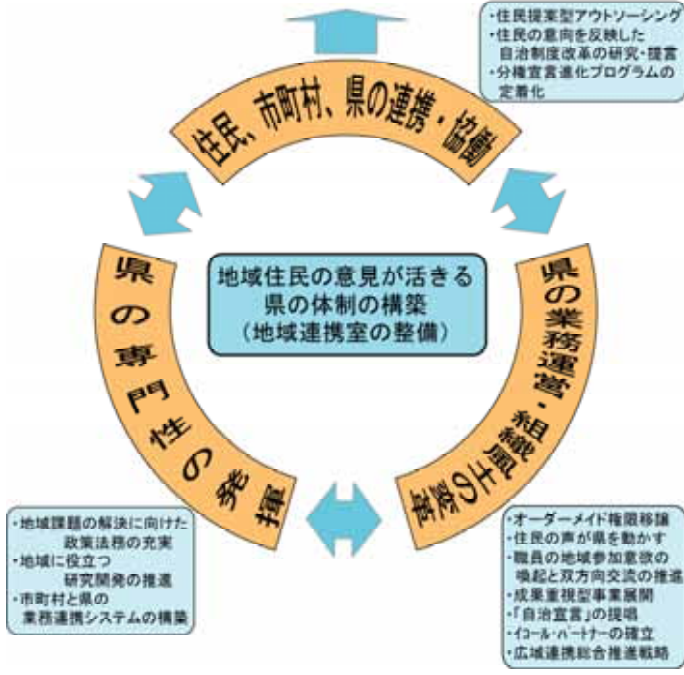 ・住民提案型アウトソーシング
・住民の意向を反映した
自治制度改革の研究・提言
・分権宣言進化プログラムの
定着化
住民、市町村、県の連携・協働
地域住民の意見が活きる
県の体制の構築
(地域連携室の整備)
県の専門性の発揮
県の業務運営・組織風土の改革
・地域課題の解決に向けた
政策法務の充実
・地域に役立つ
研究開発の推進
・市町村と県の
業務連携システムの構築
・オーダーメイド権限移譲
・住民の声が県を動かす
・職員の地域参加意欲の
喚起と双方向交流の推進
・成果重視型事業展開
・「自治宣言」の提唱
・イコール・パートナーの確立
・広域連携総合推進戦略